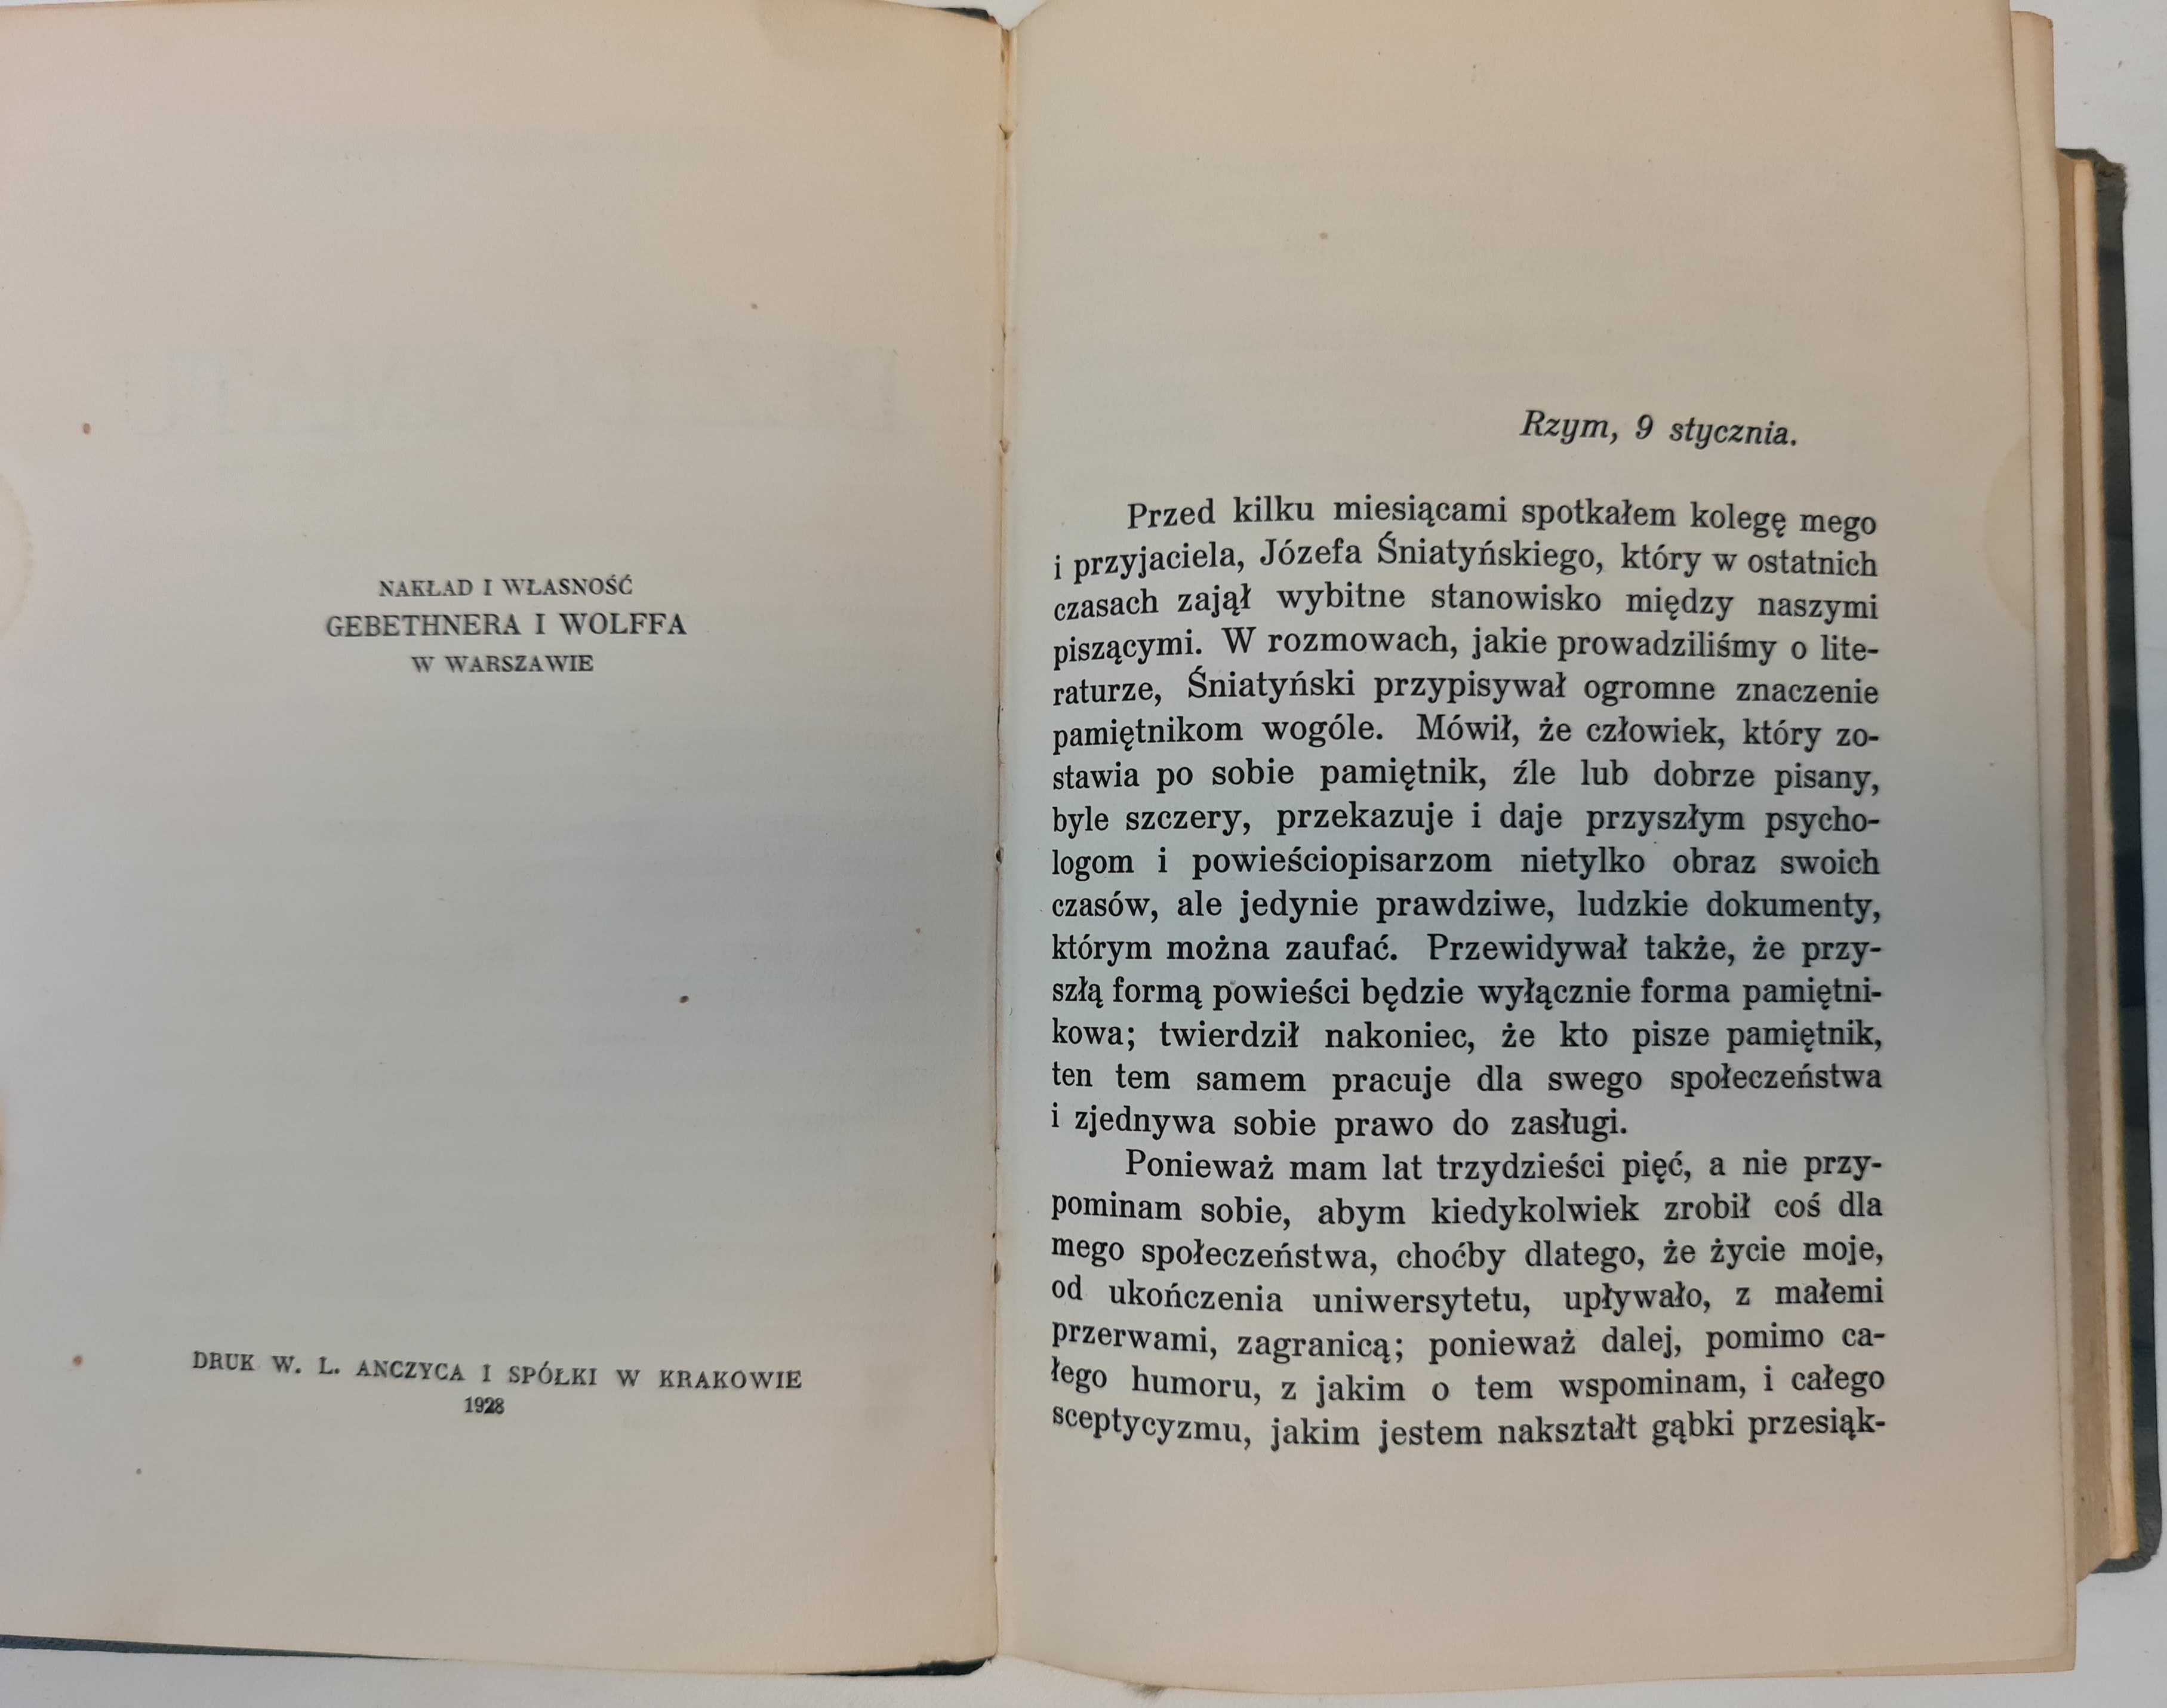 NAKŁAD I WŁASNOŚĆ
GEBETHNERA I WOLFFA
W WARSZAWIE
DRUK W. L. ANCZYCA I SPÓŁKI W KRAKOWIE
1928
Rzym, 9 stycznia.
Przed kilku miesiącami spotkałem kolegę mego
i przyjaciela, Józefa Śniatyńskiego, który w ostatnich
czasach zajął wybitne stanowisko między naszymi
piszącymi. W rozmowach, jakie prowadziliśmy o lite-
raturze, Śniatyński przypisywał ogromne znaczenie
pamiętnikom wogóle. Mówił, że człowiek, który zo-
stawia po sobie pamiętnik, źle lub dobrze pisany,
byle szczery, przekazuje i daje przyszłym psycho-
logom i powieściopisarzom nietylko obraz swoich
czasów, ale jedynie prawdziwe, ludzkie dokumenty,
którym można zaufać. Przewidywał także, że przy-
szłą formą powieści będzie wyłącznie forma pamiętni-
kowa; twierdził nakoniec, że kto pisze pamiętnik,
ten tem samem pracuje dla swego społeczeństwa
i zjednywa sobie prawo do zasługi.
Ponieważ mam lat trzydzieści pięć, a nie przy-
pominam sobie, abym kiedykolwiek zrobił coś dla
mego społeczeństwa, choćby dlatego, że życie moje,
od ukończenia uniwersytetu, upływało, z małemi
przerwami, zagranicą; ponieważ dalej, pomimo ca-
łego humoru, z jakim o tem wspominam, i całego
sceptycyzmu, jakim jestem nakształt gąbki przesiąk-